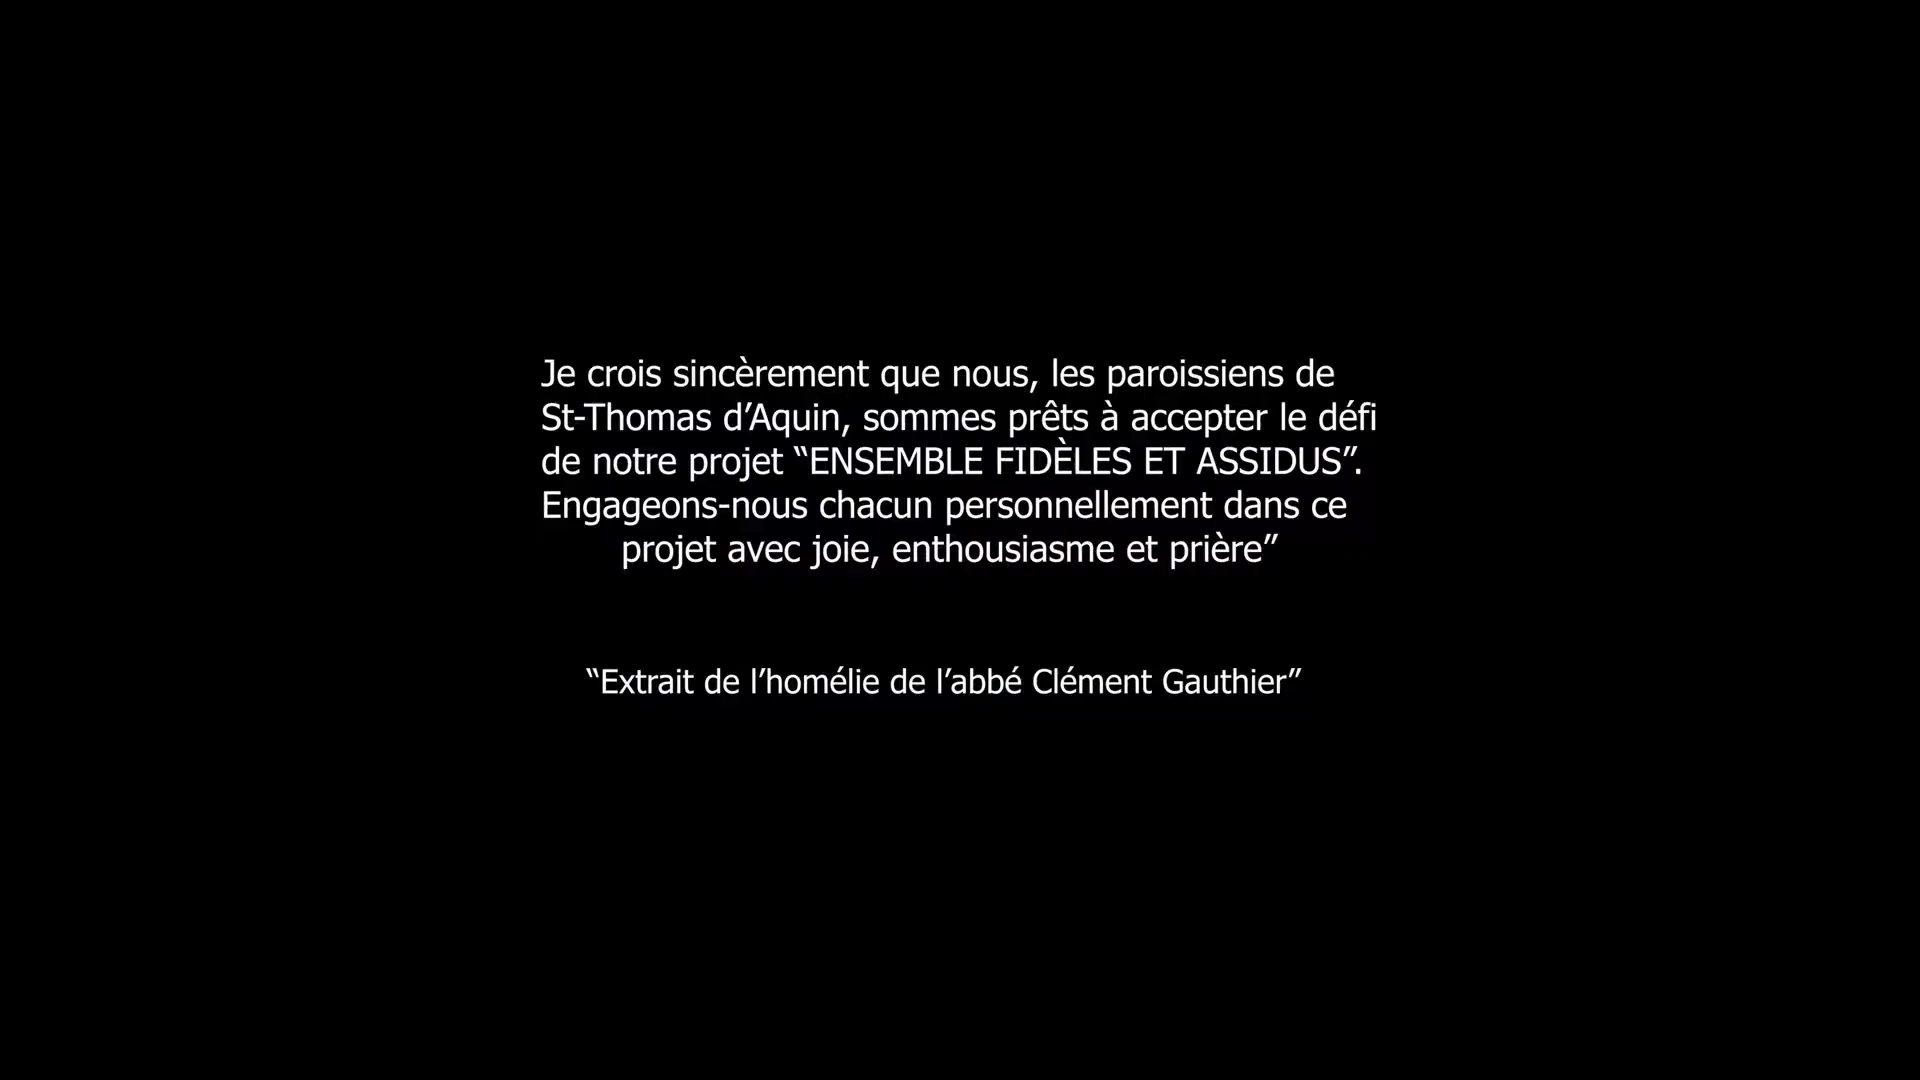 Je crois sincèrement que nous, les paroissiens de
St-Thomas d’Aquin, sommes prêts à accepter le défi
de notre projet “ENSEMBLE FIDÈLES ET ASSIDUS”.
Engageons-nous chacun personnellement dans ce
projet avec joie, enthousiasme et prière”
“Extrait de l’homélie de l’abbé Clément Gauthier”